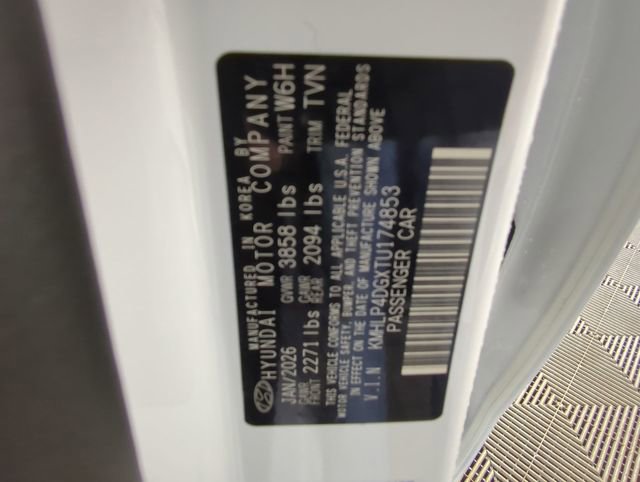 MANUFACTURED IN KOREA BY
HYUNDAI MOTOR COMPANY
JAN/2026 GVWR 3858 lbs PAINT W6H
GAWR FRONT 2271 lbs GAWR REAR 2094 lbs TRIM TVN
THIS VEHICLE CONFORMS TO ALL APPLICABLE U.S.A. FEDERAL
MOTOR VEHICLE SAFETY, BUMPER, AND THEFT PREVENTION STANDARDS
IN EFFECT ON THE DATE OF MANUFACTURE SHOWN ABOVE
V.I.N KMHLP4DGXTU174853
PASSENGER CAR